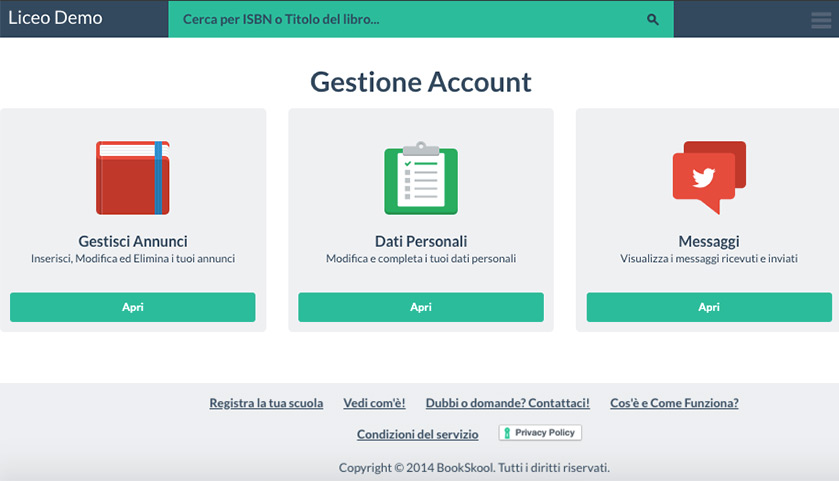 Liceo Demo
Cerca per ISBN o Titolo del libro...
Gestione Account
Gestisci Annunci
Inserisci, Modifica ed Elimina i tuoi annunci
Apri
Dati Personali
Modifica e completa i tuoi dati personali
Apri
Messaggi
Visualizza i messaggi ricevuti e inviati
Apri
Registra la tua scuola Vedi com'è! Dubbi o domande? Contattaci! Cos'è e Come Funziona?
Condizioni del servizio Privacy Policy
Copyright © 2014 BookSkool. Tutti i diritti riservati.